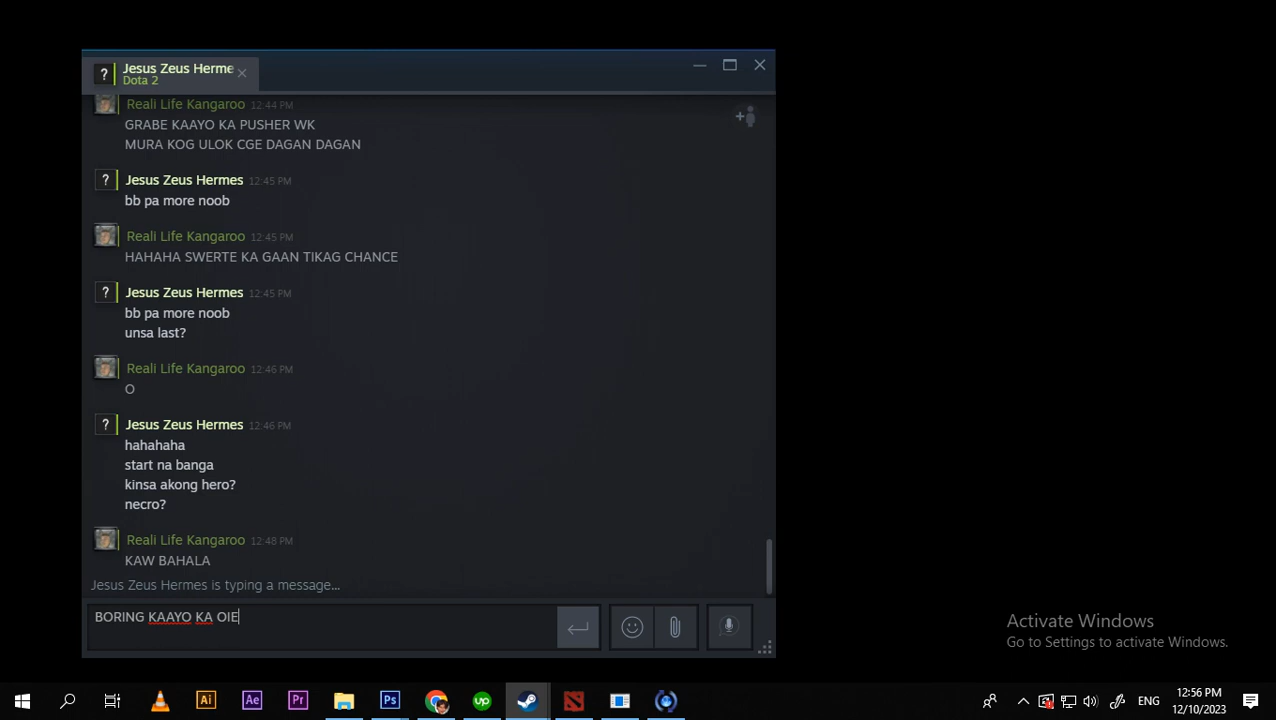 ? Jesus Zeus Herme
Dota 2
Reali Life Kangaroo 12:44 PM
GRABE KAAYO KA PUSHER WK
MURA KOG ULOK CGE DAGAN DAGAN
? Jesus Zeus Hermes 12:45 PM
bb pa more noob
Reali Life Kangaroo 12:45 PM
HAHAHA SWERTE KA GAAN TIKAG CHANCE
? Jesus Zeus Hermes 12:45 PM
bb pa more noob
unsa last?
Reali Life Kangaroo 12:46 PM
O
? Jesus Zeus Hermes 12:46 PM
hahahaha
start na banga
kinsa akong hero?
necro?
Reali Life Kangaroo 12:48 PM
KAW BAHALA
Jesus Zeus Hermes is typing a message...
BORING KAAYO KA OIE
Activate Windows
Go to Settings to activate Windows.
Ai Ae Pr Ps up ENG
12:56 PM
12/10/2023